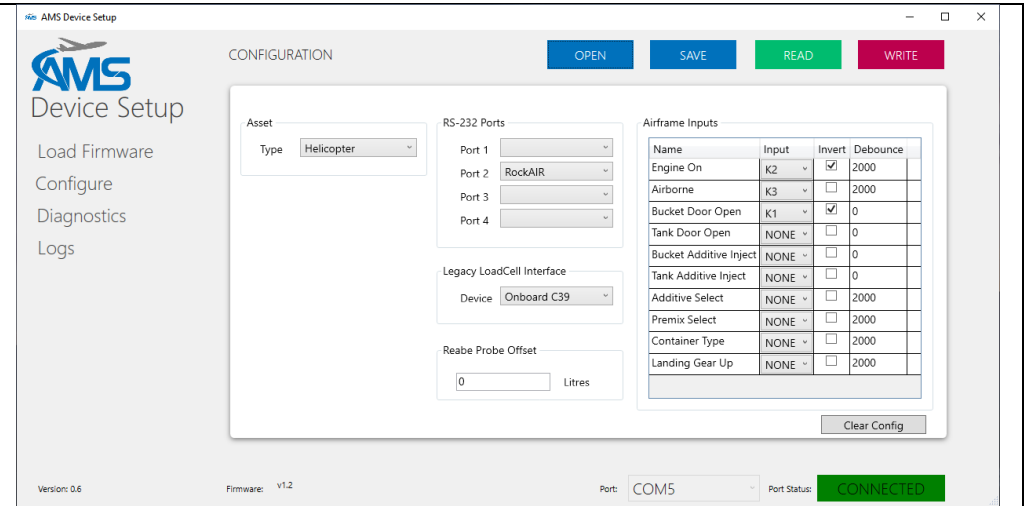 AMS Device Setup
AMS
Device Setup
Load Firmware
Configure
Diagnostics
Logs
CONFIGURATION
OPEN
SAVE
READ
WRITE
Asset
Type Helicopter
RS-232 Ports
Port 1
Port 2 RockAIR
Port 3
Port 4
Legacy LoadCell Interface
Device Onboard C39
Reabe Probe Offset
0 Litres
Airframe Inputs
Name Input Invert Debounce
Engine On K2 2000
Airborne K3 2000
Bucket Door Open K1 0
Tank Door Open NONE 0
Bucket Additive Inject NONE 0
Tank Additive Inject NONE 0
Additive Select NONE 2000
Premix Select NONE 2000
Container Type NONE 2000
Landing Gear Up NONE 2000
Clear Config
Version: 0.6
Firmware: v1.2
Port: COM5
Port Status: CONNECTED